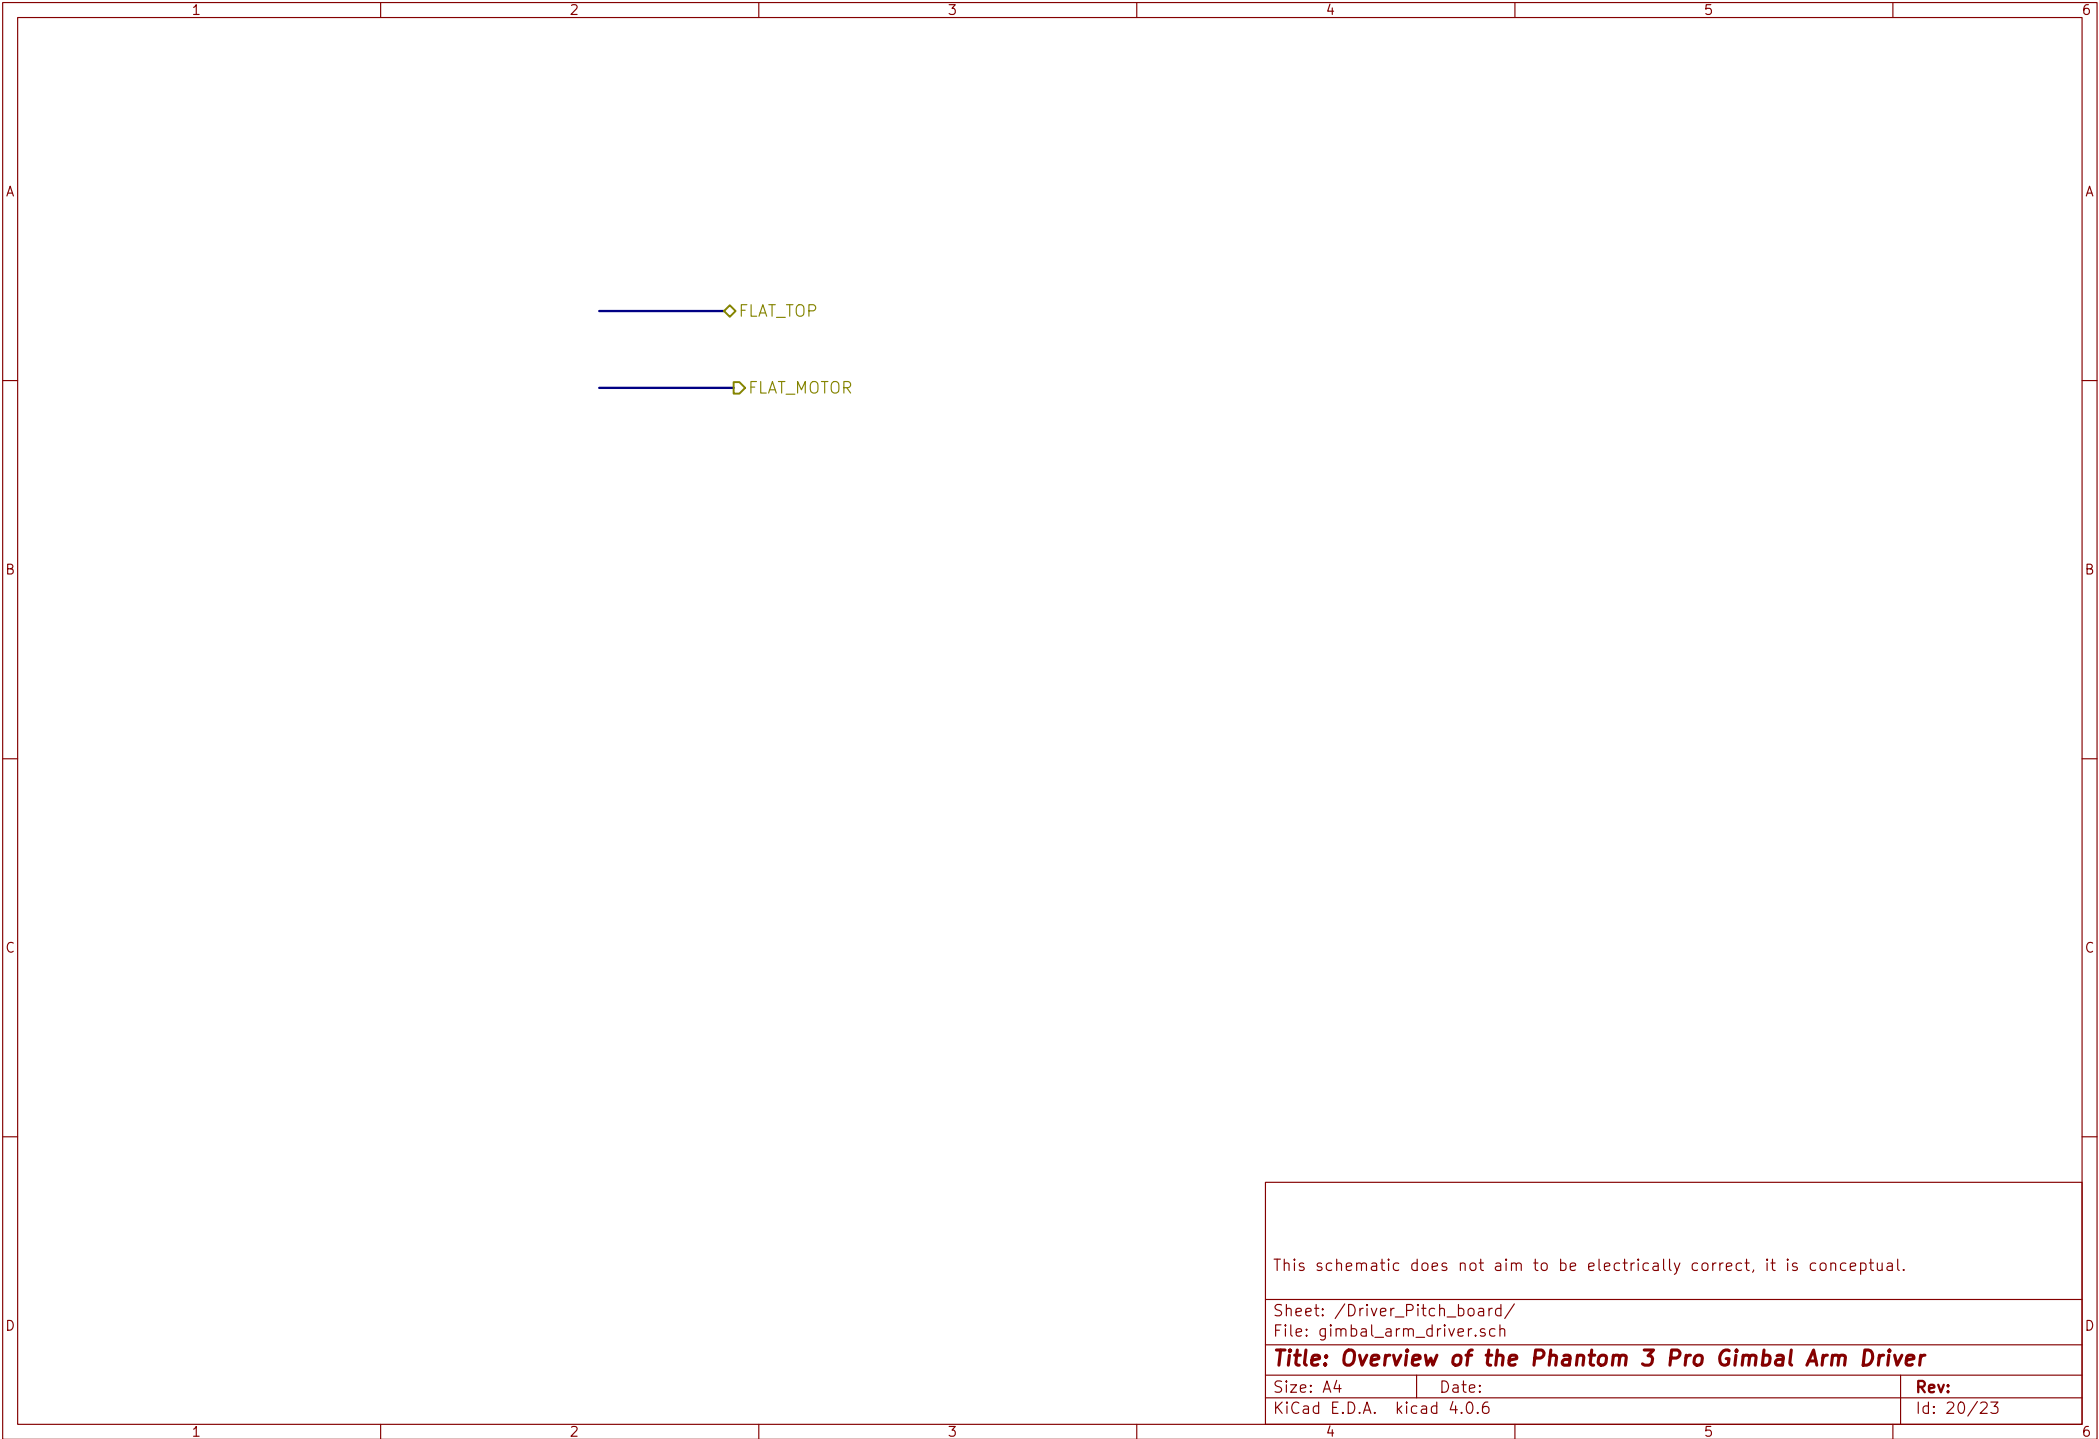 1 2 3 4 5 6
A A
FLAT_TOP
FLAT_MOTOR
B B
C C
This schematic does not aim to be electrically correct, it is conceptual.
Sheet: /Driver_Pitch_board/
D D
File: gimbal_arm_driver.sch
Title: Overview of the Phantom 3 Pro Gimbal Arm Driver
Size: A4 Date: Rev:
KiCad E.D.A. kicad 4.0.6 Id: 20/23
1 2 3 4 5 6